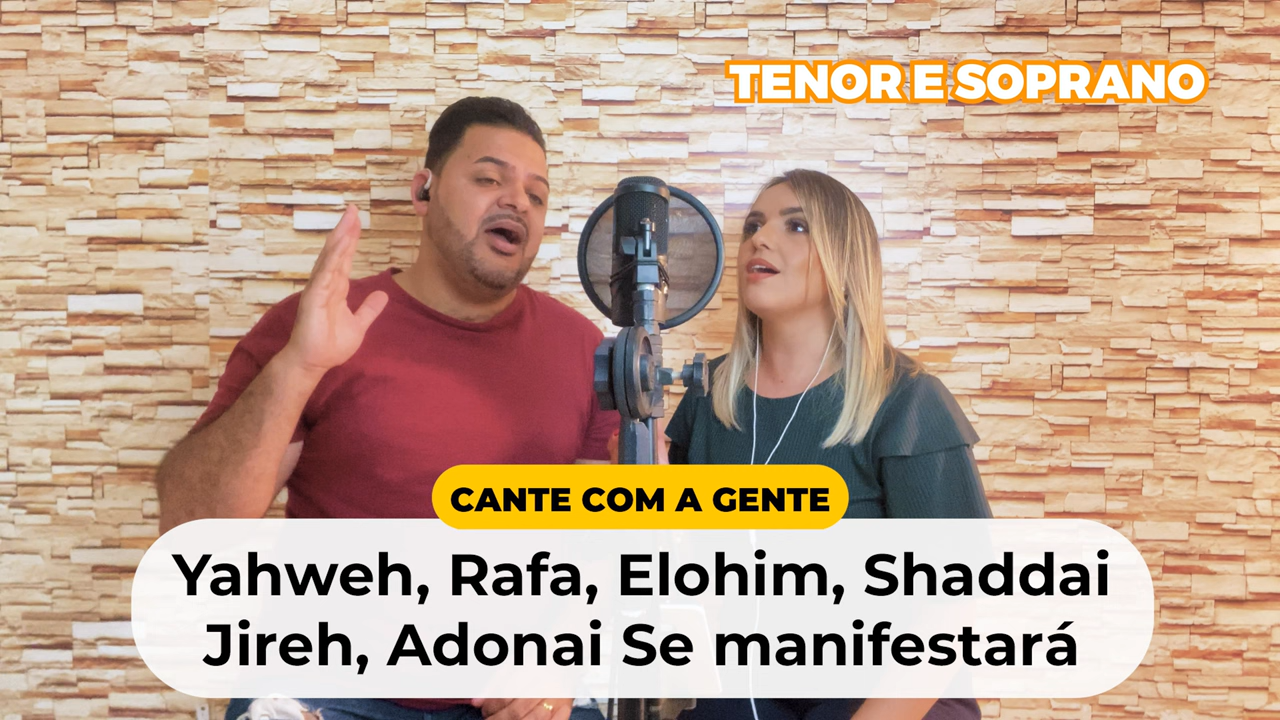 TENOR E SOPRANO
CANTE COM A GENTE
Yahweh, Rafa, Elohim, Shaddai
Jireh, Adonai Se manifestará